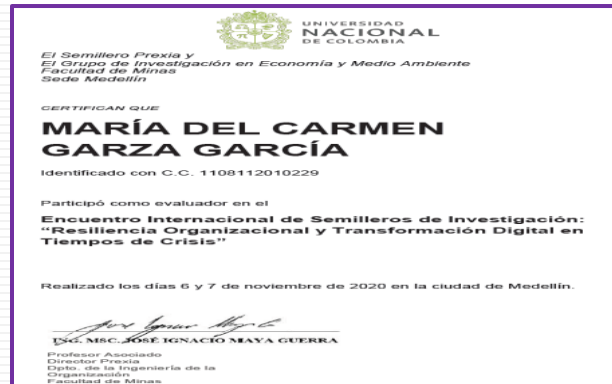 UNIVERSIDAD
NACIONAL
DE COLOMBIA
El Semillero Prexia y
El Grupo de Investigación en Economía y Medio Ambiente
Facultad de Minas
Sede Medellín
CERTIFICAN QUE
MARÍA DEL CARMEN
GARZA GARCÍA
Identificado con C.C. 1108112010229
Participó como evaluador en el
Encuentro Internacional de Semilleros de Investigación:
“Resiliencia Organizacional y Transformación Digital en
Tiempos de Crisis”
Realizado los días 6 y 7 de noviembre de 2020 en la ciudad de Medellín.
ING. MSC. JOSÉ IGNACIO MAYA GUERRA
Profesor Asociado
Director Prexia
Dpto. de la Ingeniería de la
Organización
Facultad de Minas